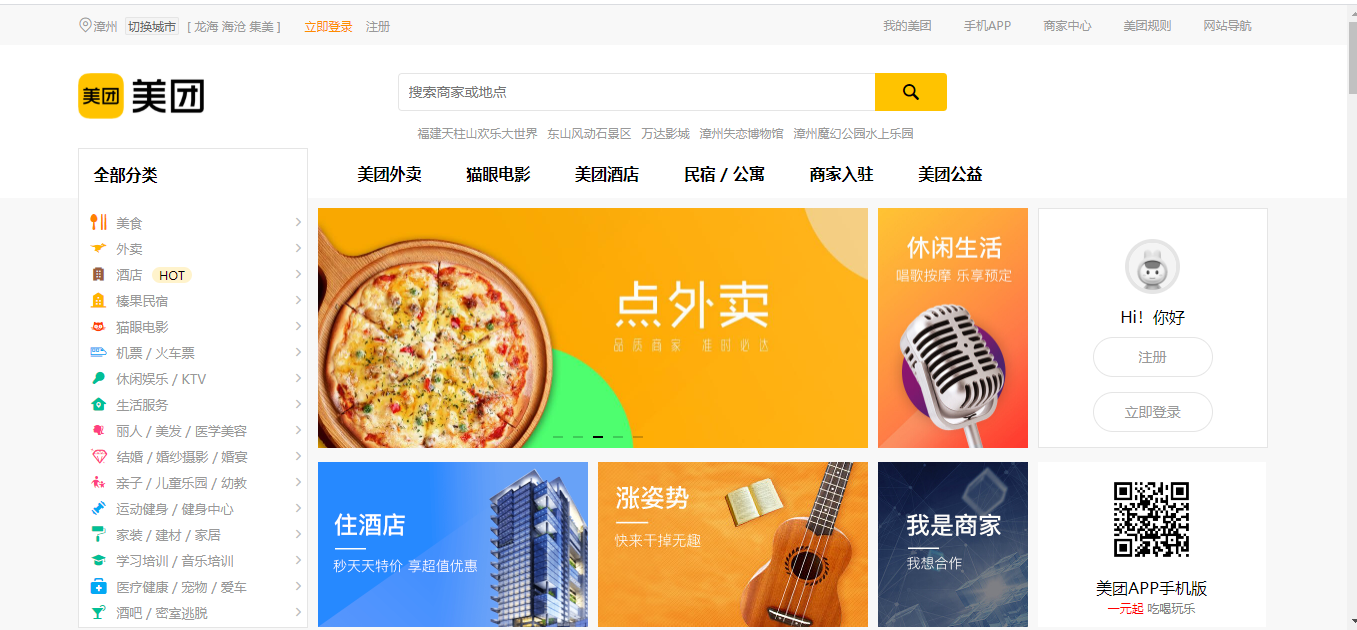 漳州 切换城市 [ 龙海 海沧 集美 ] 立即登录 注册 我的美团 手机APP 商家中心 美团规则 网站导航
美团 美团
搜索商家或地点
福建天柱山欢乐大世界 东山风动石景区 万达影城 漳州失恋博物馆 漳州魔幻公园水上乐园
全部分类 美团外卖 猫眼电影 美团酒店 民宿 / 公寓 商家入驻 美团公益
美食
外卖
酒店 HOT
榛果民宿
猫眼电影
机票 / 火车票
休闲娱乐 / KTV
生活服务
丽人 / 美发 / 医学美容
结婚 / 婚纱摄影 / 婚宴
亲子 / 儿童乐园 / 幼教
运动健身 / 健身中心
家装 / 建材 / 家居
学习培训 / 音乐培训
医疗健康 / 宠物 / 爱车
酒吧 / 密室逃脱
点外卖
品质商家 准时必达
休闲生活
唱歌按摩 乐享预定
Hi！你好
注册
立即登录
住酒店
秒天天特价 享超值优惠
涨姿势
快来干掉无趣
我是商家
我想合作
美团APP手机版
一元起 吃喝玩乐